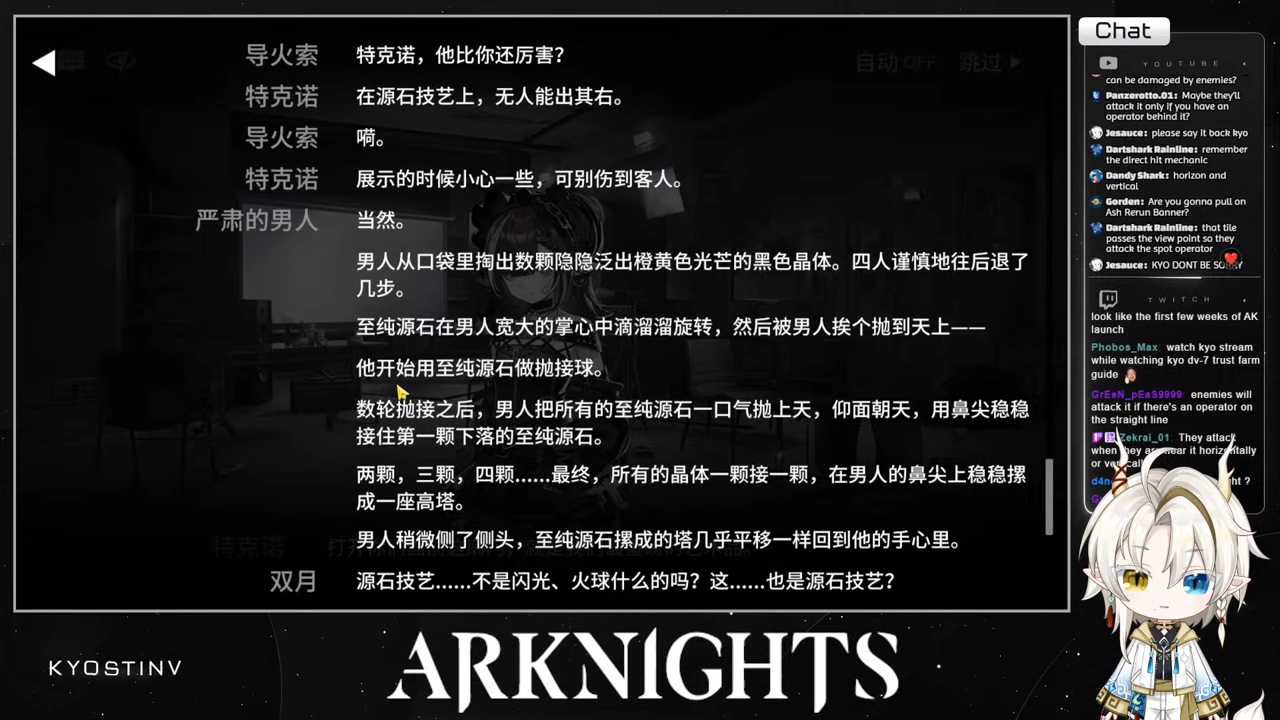 导火索 特克诺，他比你还厉害？
特克诺 在源石技艺上，无人能出其右。
导火索 嗬。
特克诺 展示的时候小心一些，可别伤到客人。
严肃的男人 当然。
男人从口袋里掏出数颗隐隐泛出橙黄色光芒的黑色晶体。四人谨慎地往后退了
几步。
至纯源石在男人宽大的掌心中滴溜溜旋转，然后被男人挨个抛到天上——
他开始用至纯源石做抛接球。
数轮抛接之后，男人把所有的至纯源石一口气抛上天，仰面朝天，用鼻尖稳稳
接住第一颗下落的至纯源石。
两颗，三颗，四颗……最终，所有的晶体一颗接一颗，在男人的鼻尖上稳稳摞
成一座高塔。
男人稍微侧了侧头，至纯源石摞成的塔几乎平移一样回到他的手心里。
双月 源石技艺……不是闪光、火球什么的吗？这……也是源石技艺？
自动 OFF 跳过
特克诺
KYOSTINV
ARKNIGHTS
Chat
YOUTUBE
can be damaged by enemies?
Panzerotto.01: Maybe they'll
attack it only if you have an
operator behind it?
Jesauce: please say it back kyo
Dartshark Rainline: remember
the direct hit mechanic
Dandy Shark: horizon and
vertical
Gorden: Are you gonna pull on
Ash Rerun Banner?
Dartshark Rainline: that tile
passes the view point so they
attack the spot operator
Jesauce: KYO DONT BE SORRY
TWITCH
look like the first few weeks of AK
launch
Phobos_Max: watch kyo stream
while watching kyo dv-7 trust farm
guide
GrEeN_pEaS9999 enemies will
attack it if there's an operator on
the straight line
Zekrai_01: They attack
when they are near it horizontally
or vertically